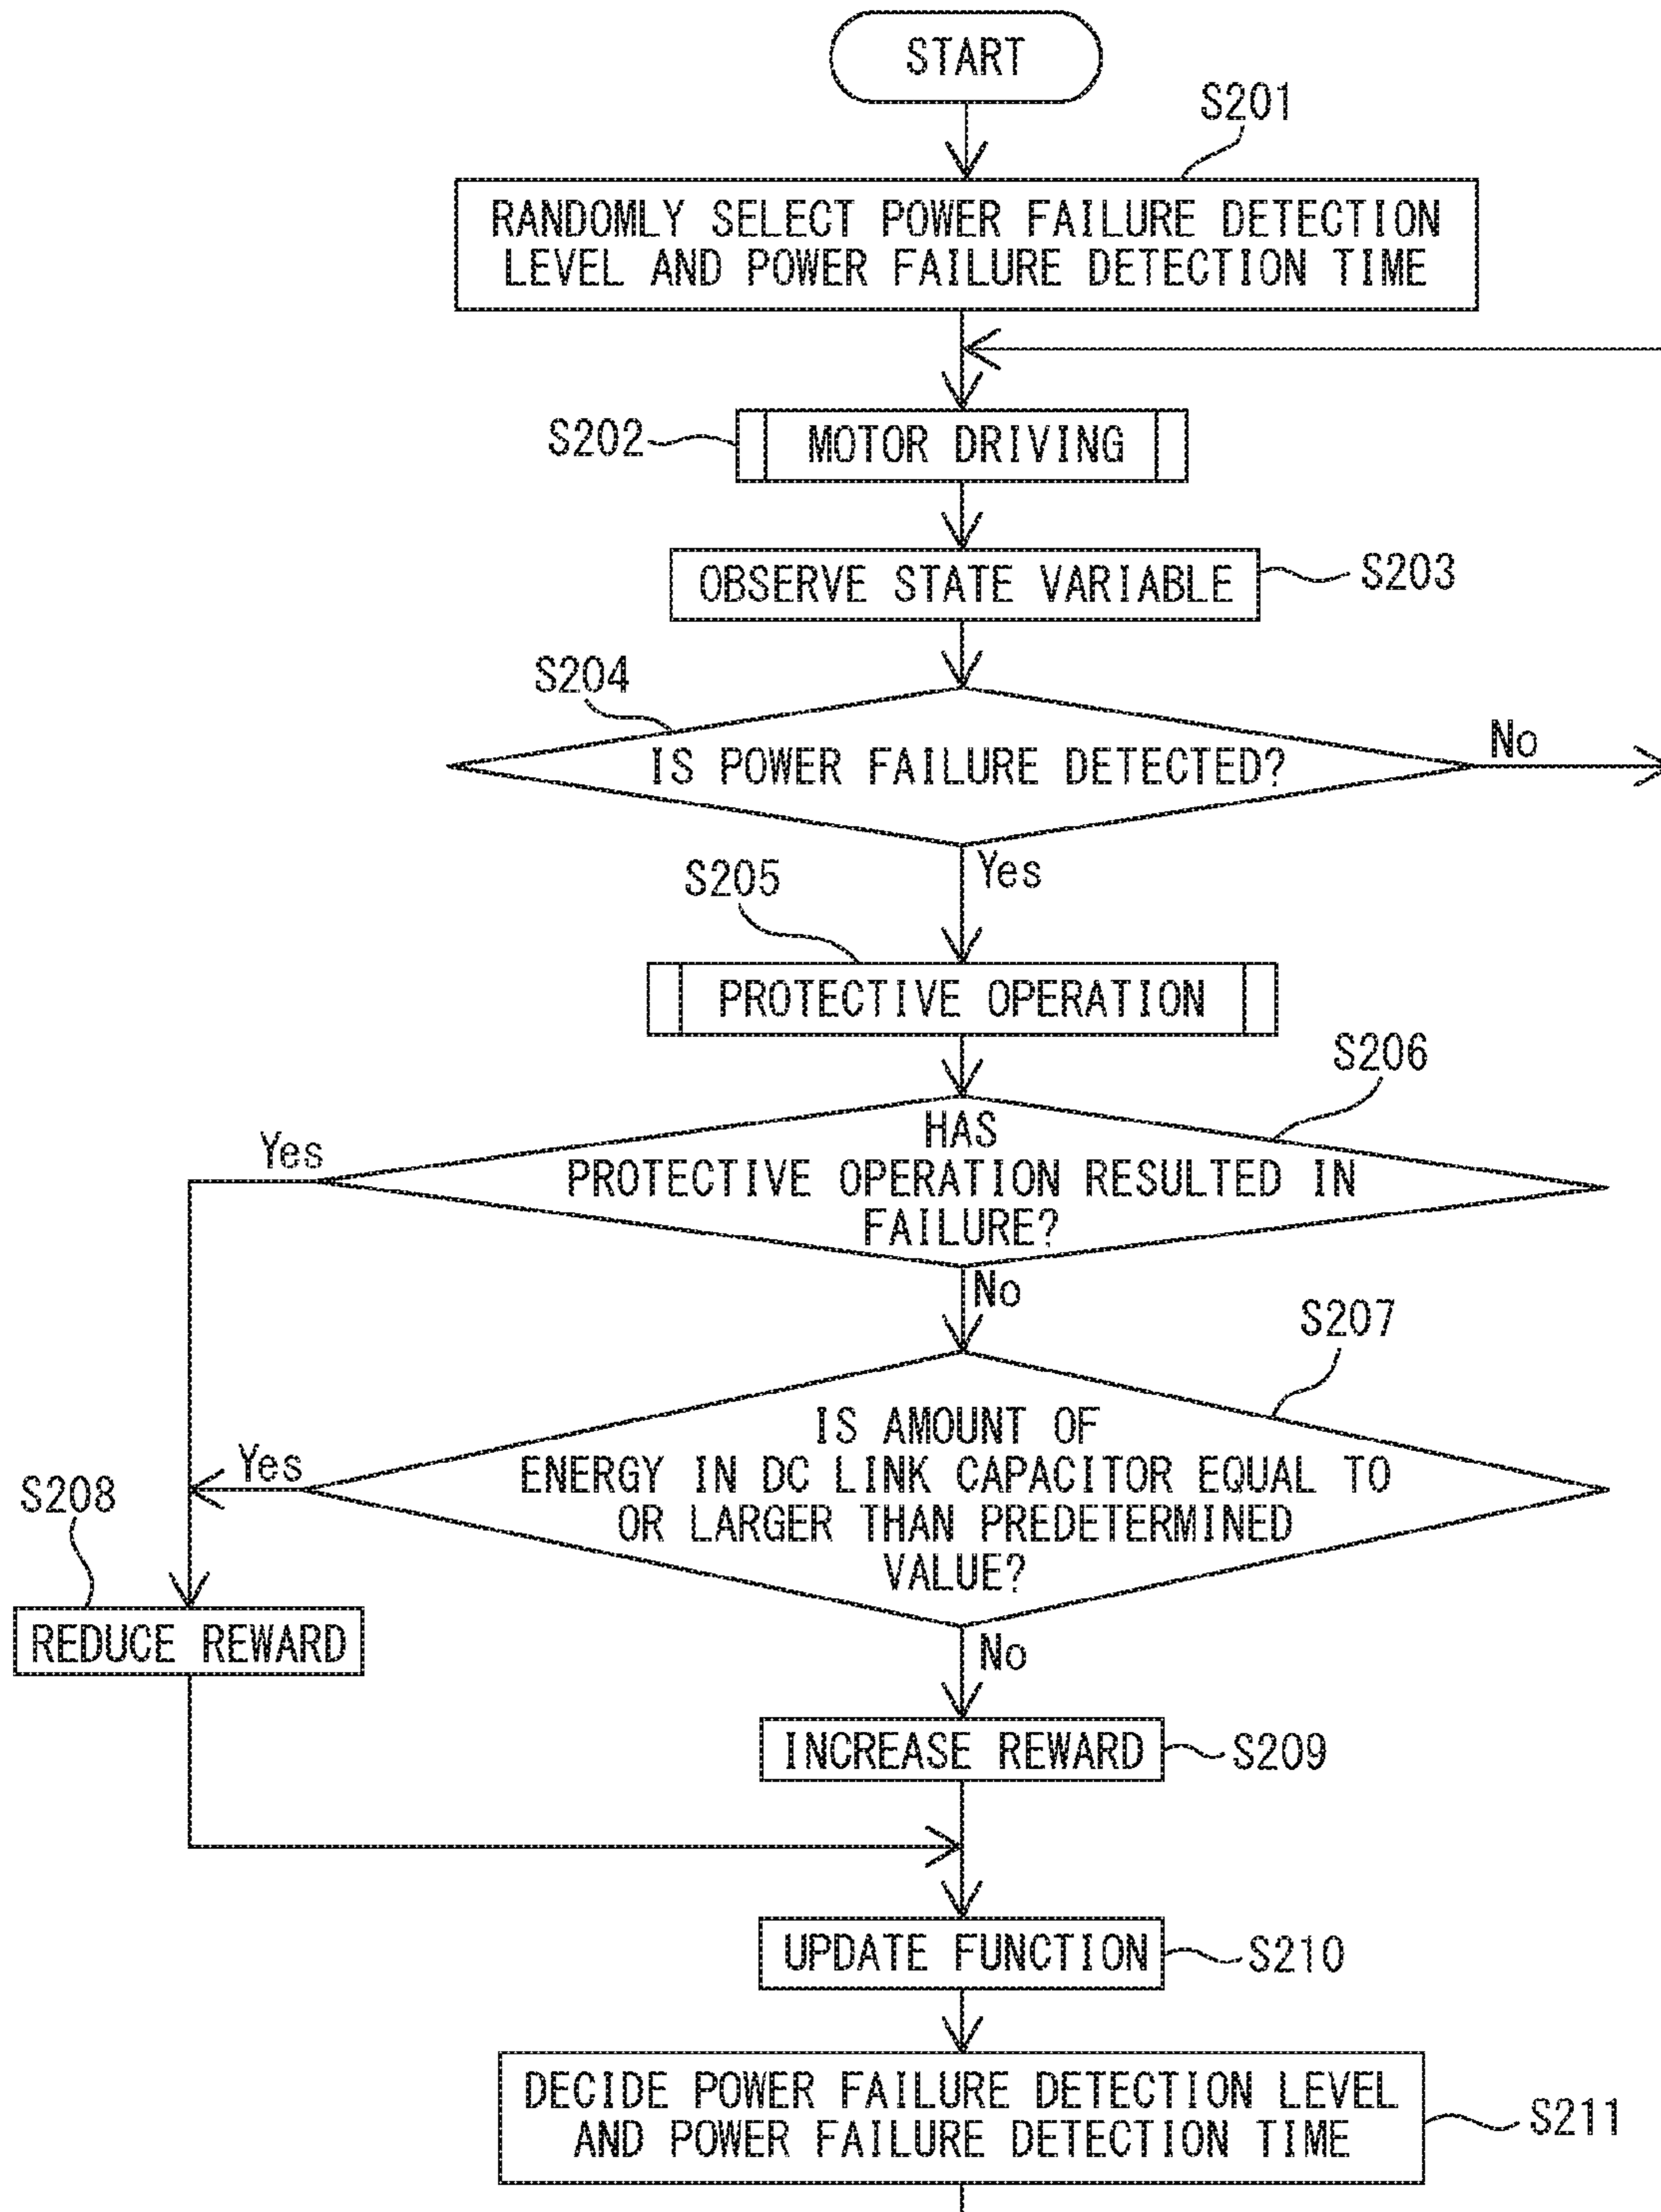 START
S201
RANDOMLY SELECT POWER FAILURE DETECTION
LEVEL AND POWER FAILURE DETECTION TIME
S202
MOTOR DRIVING
OBSERVE STATE VARIABLE
S203
S204
IS POWER FAILURE DETECTED?
No
Yes
S205
PROTECTIVE OPERATION
S206
HAS
PROTECTIVE OPERATION RESULTED IN
FAILURE?
Yes
No
S207
IS AMOUNT OF
ENERGY IN DC LINK CAPACITOR EQUAL TO
OR LARGER THAN PREDETERMINED
VALUE?
Yes
S208
REDUCE REWARD
No
INCREASE REWARD
S209
UPDATE FUNCTION
S210
DECIDE POWER FAILURE DETECTION LEVEL
AND POWER FAILURE DETECTION TIME
S211